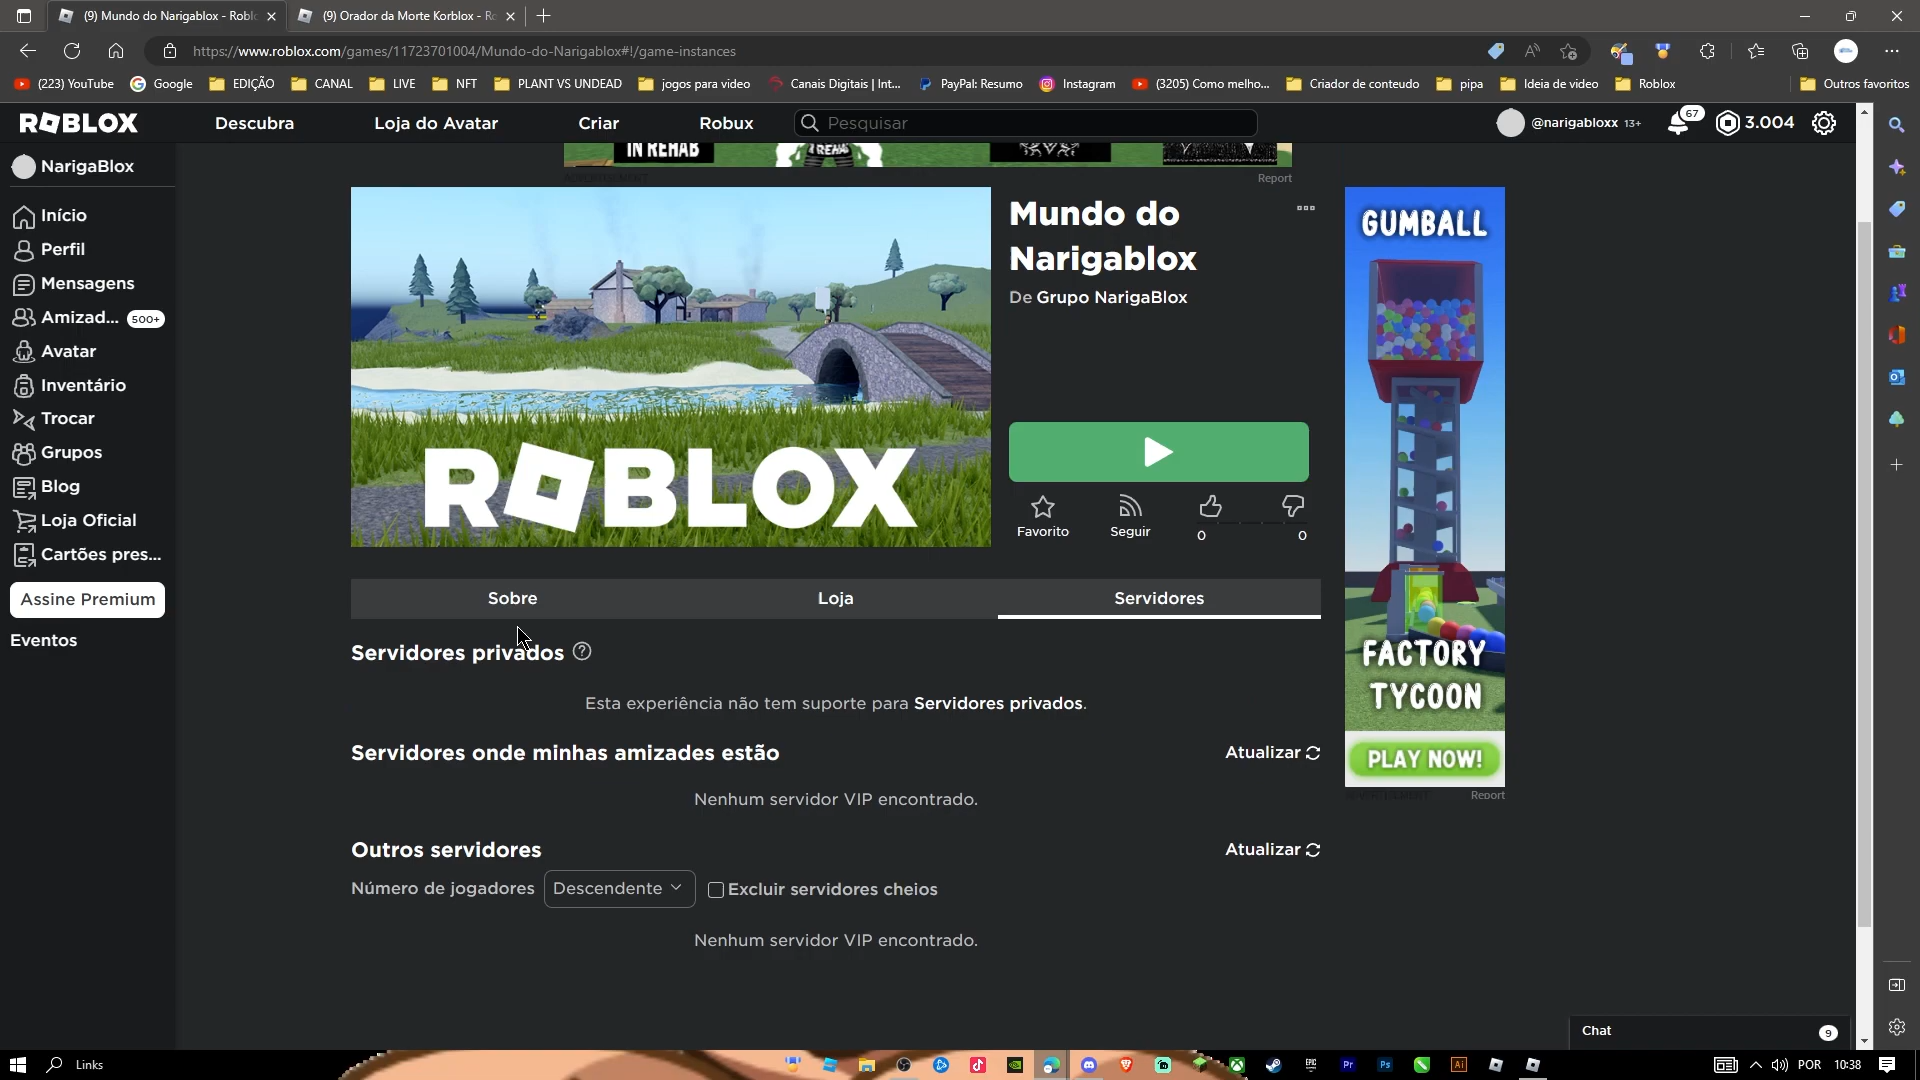 (9) Mundo do Narigablox - Roblo
(9) Orador da Morte Korblox - Ro
https://www.roblox.com/games/11723701004/Mundo-do-Narigablox#!/game-instances
(223) YouTube
Google
EDIÇÃO
CANAL
LIVE
NFT
PLANT VS UNDEAD
jogos para video
Canais Digitais | Int...
PayPal: Resumo
Instagram
(3205) Como melho...
Criador de conteudo
pipa
Ideia de video
Roblox
Outros favoritos
ROBLOX
Descubra
Loja do Avatar
Criar
Robux
Pesquisar
@narigabloxx 13+
67
3.004
NarigaBlox
Início
Perfil
Mensagens
Amizad... 500+
Avatar
Inventário
Trocar
Grupos
Blog
Loja Oficial
Cartões pres...
Assine Premium
Eventos
IN REHAB
ADVERTISEMENT
Report
ROBLOX
Mundo do
Narigablox
De Grupo NarigaBlox
Favorito
Seguir
0
0
Sobre
Loja
Servidores
Servidores privados
Esta experiência não tem suporte para Servidores privados.
Servidores onde minhas amizades estão
Atualizar
Nenhum servidor VIP encontrado.
Outros servidores
Atualizar
Número de jogadores
Descendente
Excluir servidores cheios
Nenhum servidor VIP encontrado.
GUMBALL
FACTORY
TYCOON
PLAY NOW!
Report
Chat
9
Links
POR
10:38